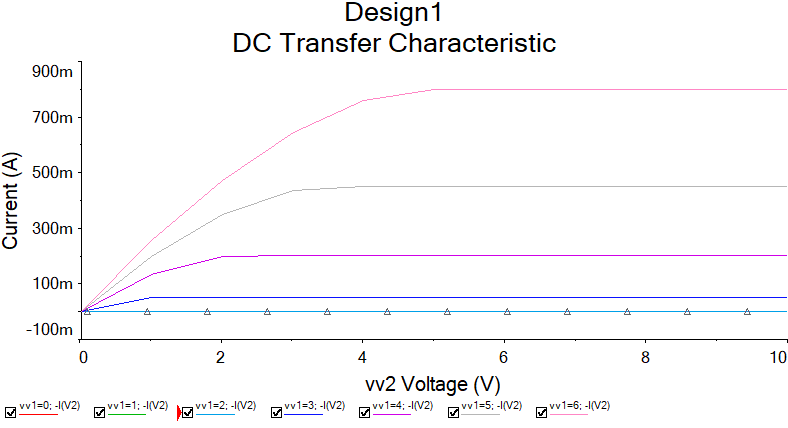 Design1
DC Transfer Characteristic
Current (A)
900m
700m
500m
300m
100m
-100m
0 2 4 6 8 10
vv2 Voltage (V)
vv1=0; -I(V2) vv1=1; -I(V2) vv1=2; -I(V2) vv1=3; -I(V2) vv1=4; -I(V2) vv1=5; -I(V2) vv1=6; -I(V2)